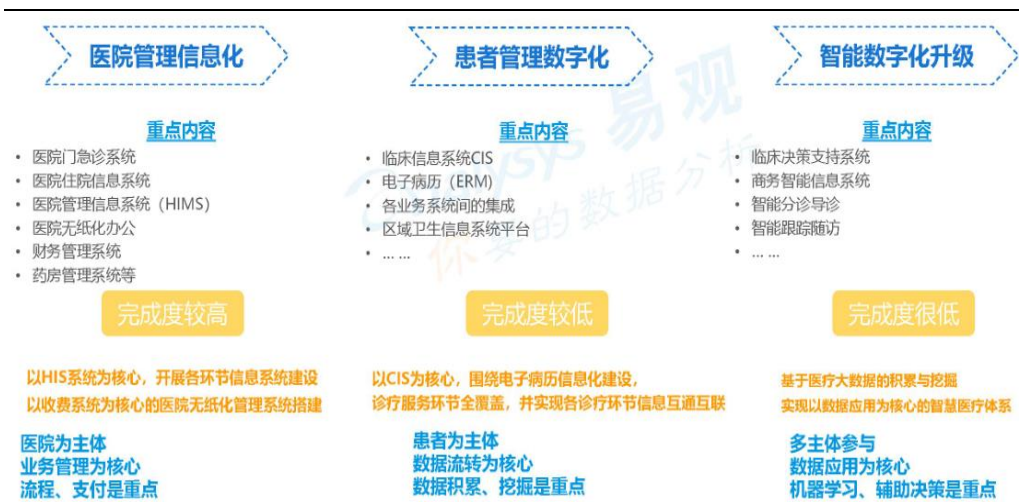 医院管理信息化
重点内容
• 医院门急诊系统
• 医院住院信息系统
• 医院管理信息系统（HIMS）
• 医院无纸化办公
• 财务管理系统
• 药房管理系统等
完成度较高
以HIS系统为核心，开展各环节信息系统建设
以收费系统为核心的医院无纸化管理系统搭建
医院为主体
业务管理为核心
流程、支付是重点
患者管理数字化
重点内容
• 临床信息系统CIS
• 电子病历（ERM）
• 各业务系统间的集成
• 区域卫生信息系统平台
• ... ...
完成度较低
以CIS为核心，围绕电子病历信息化建设，
诊疗服务环节全覆盖，并实现各诊疗环节信息互通互联
患者为主体
数据流转为核心
数据积累、挖掘是重点
智能数字化升级
重点内容
• 临床决策支持系统
• 商务智能信息系统
• 智能分诊导诊
• 智能跟踪随访
• ... ...
完成度很低
基于医疗大数据的积累与挖掘
实现以数据应用为核心的智慧医疗体系
多主体参与
数据应用为核心
机器学习、辅助决策是重点
analysys 易观
你要的数据分析